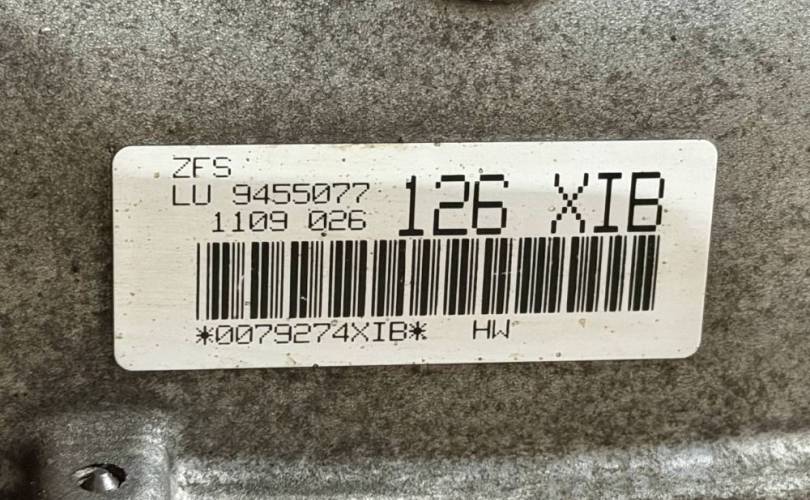 ZFS
LU 9455077
1109 026
126 XIB
*0079274XIB* HW